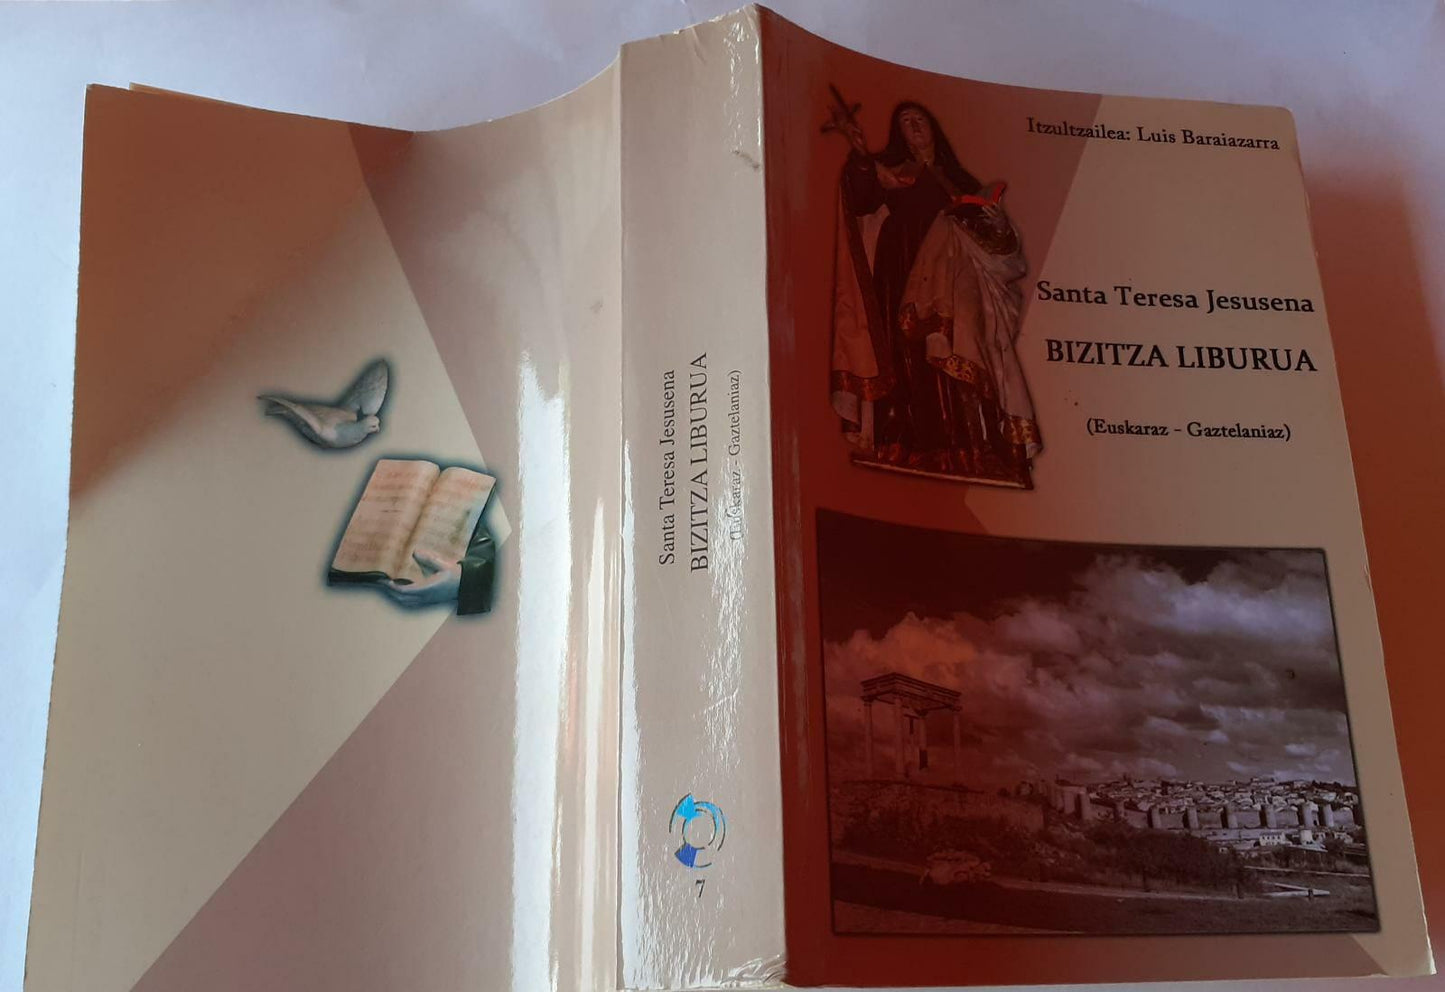 Itzultzailea: Luis Baraiazarra
Santa Teresa Jesusena
BIZITZA LIBURUA
(Euskaraz - Gaztelaniaz)
Santa Teresa Jesusena
BIZITZA LIBURUA
(Euskaraz - Gaztelaniaz)
7